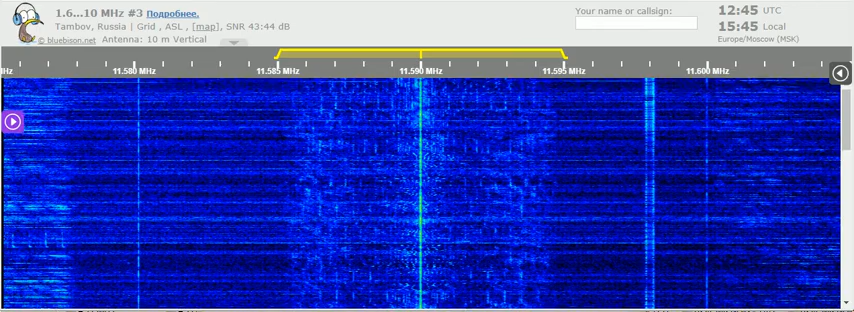 1.6...10 MHz #3 Подробнее.
Tambov, Russia | Grid , ASL , [map], SNR 43:44 dB
© bluebison.net Антенна: 10 m Vertical
Your name or callsign:
12:45 UTC
15:45 Local
Europe/Moscow (MSK)
Hz 11.580 MHz 11.585 MHz 11.590 MHz 11.595 MHz 11.600 MHz